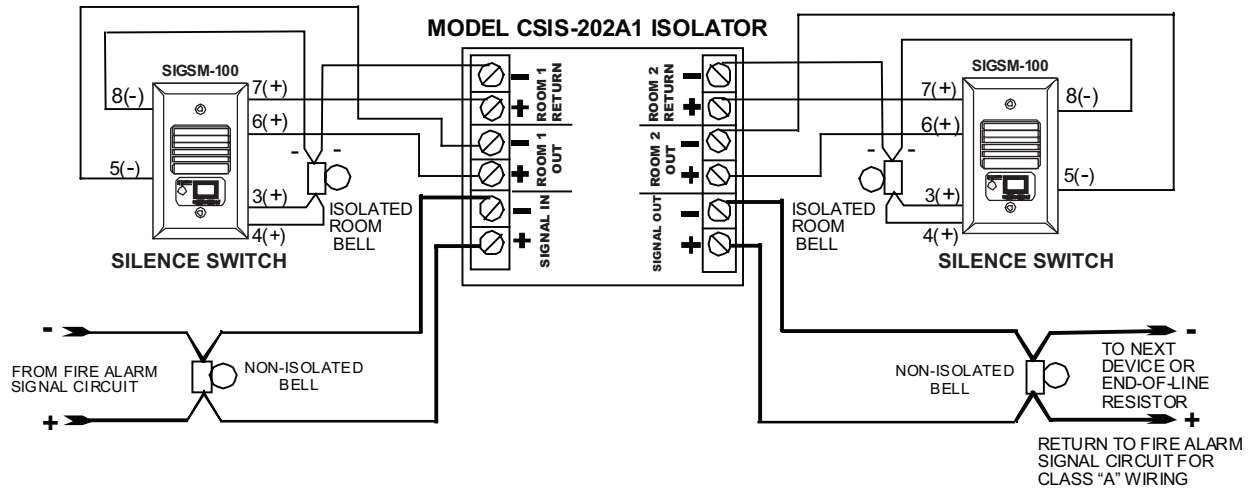 MODEL CSIS-202A1 ISOLATOR
SIGSM-100
8(-)
7(+)
6(+)
5(-)
3(+)
4(+)
- -
SILENCE SWITCH
ISOLATED
ROOM
BELL
-
+
-
+
-
+
ROOM 1
RETURN
ROOM 1
OUT
SIGNAL IN
-
+
-
+
-
+
ROOM 2
RETURN
ROOM 2
OUT
SIGNAL OUT
SIGSM-100
7(+)
8(-)
6(+)
5(-)
3(+)
4(+)
- -
ISOLATED
ROOM
BELL
SILENCE SWITCH
-
FROM FIRE ALARM
SIGNAL CIRCUIT
+
NON-ISOLATED
BELL
NON-ISOLATED
BELL
-
TO NEXT
DEVICE OR
END-OF-LINE
RESISTOR
+
RETURN TO FIRE ALARM
SIGNAL CIRCUIT FOR
CLASS "A" WIRING